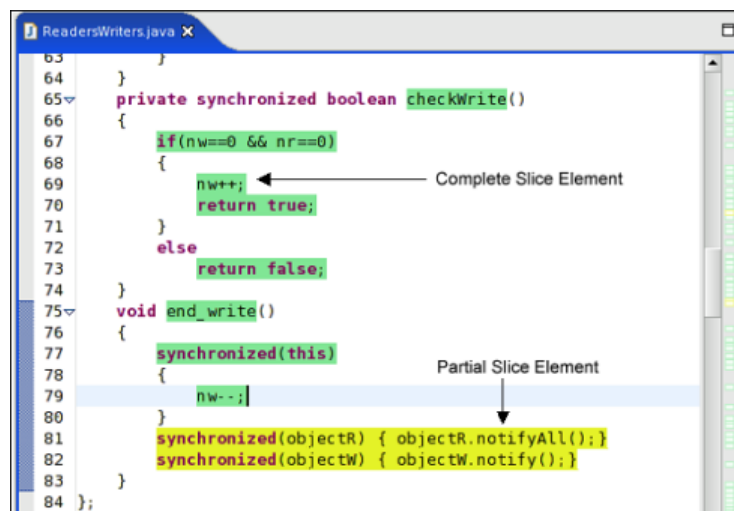 ReadersWriters.java
63 }
64 }
65 private synchronized boolean checkWrite()
66 {
67 if(nw==0 && nr==0)
68 {
69 nw++; Complete Slice Element
70 return true;
71 }
72 else
73 return false;
74 }
75 void end_write()
76 {
77 synchronized(this)
78 { Partial Slice Element
79 nw--;
80 }
81 synchronized(objectR) { objectR.notifyAll();}
82 synchronized(objectW) { objectW.notify();}
83 }
84 };